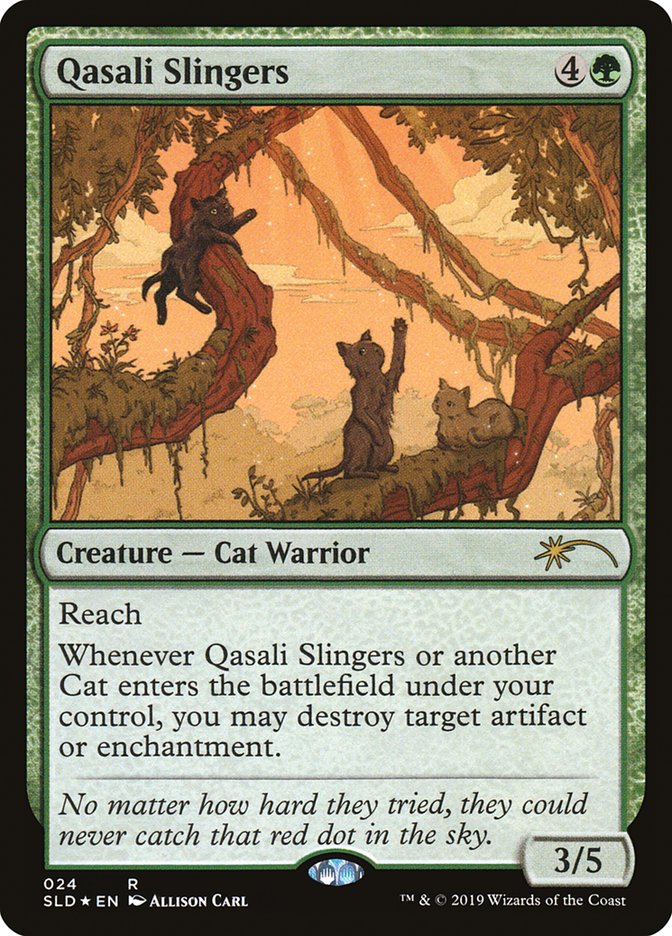 Qasali Slingers 4
Creature — Cat Warrior
Reach
Whenever Qasali Slingers or another
Cat enters the battlefield under your
control, you may destroy target artifact
or enchantment.
No matter how hard they tried, they could
never catch that red dot in the sky.
3/5
024 R
SLD★EN Allison Carl
™ & © 2019 Wizards of the Coast